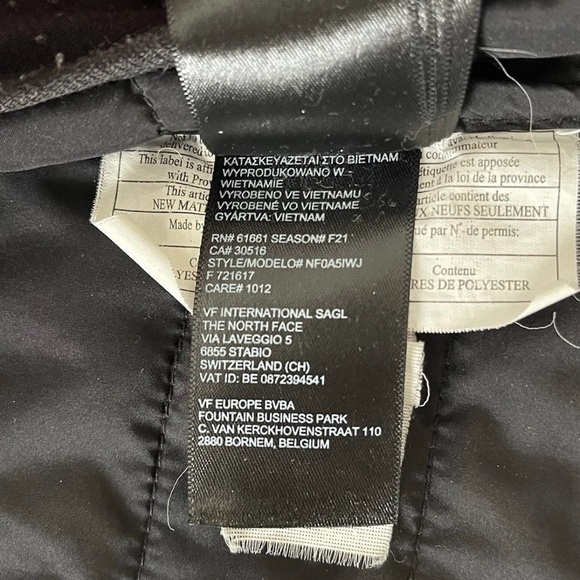 ΚΑΤΑΣΚΕΥΑΖΕΤΑΙ ΣΤΟ ΒΙΕΤΝΑΜ
WYPRODUKOWANO W
WIETNAMIE
VYROBENO VE VIETNAMU
VYROBENÉ VO VIETNAME
GYÁRTVA: VIETNAM
RN# 61661 SEASON# F21
CA# 30516
STYLE/MODELO# NF0A5IWJ
F 721617
CARE# 1012
VF INTERNATIONAL SAGL
THE NORTH FACE
VIA LAVEGGIO 5
6855 STABIO
SWITZERLAND (CH)
VAT ID: BE 0872394541
VF EUROPE BVBA
FOUNTAIN BUSINESS PARK
C. VAN KERCKHOVENSTRAAT 110
2880 BORNEM, BELGIUM
delivered
This label is
with
This
NEW
Made by
consommateur
étiquette est apposée
à la loi de la province
article contient des
NEUFS SEULEMENT
par N° de permis:
Contenu
DE POLYESTER